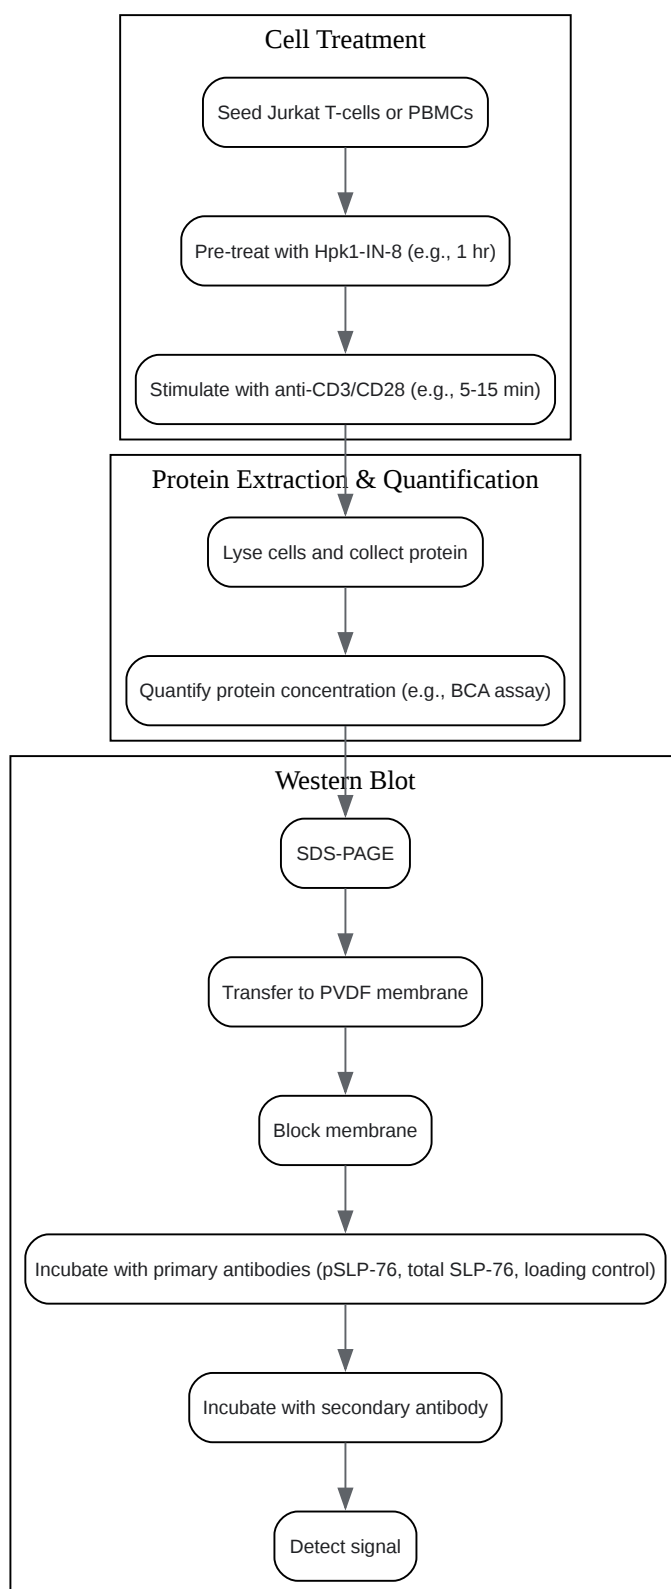 Cell Treatment
Seed Jurkat T-cells or PBMCs
Pre-treat with Hpk1-IN-8 (e.g., 1 hr)
Stimulate with anti-CD3/CD28 (e.g., 5-15 min)
Protein Extraction & Quantification
Lyse cells and collect protein
Quantify protein concentration (e.g., BCA assay)
Western Blot
SDS-PAGE
Transfer to PVDF membrane
Block membrane
Incubate with primary antibodies (pSLP-76, total SLP-76, loading control)
Incubate with secondary antibody
Detect signal